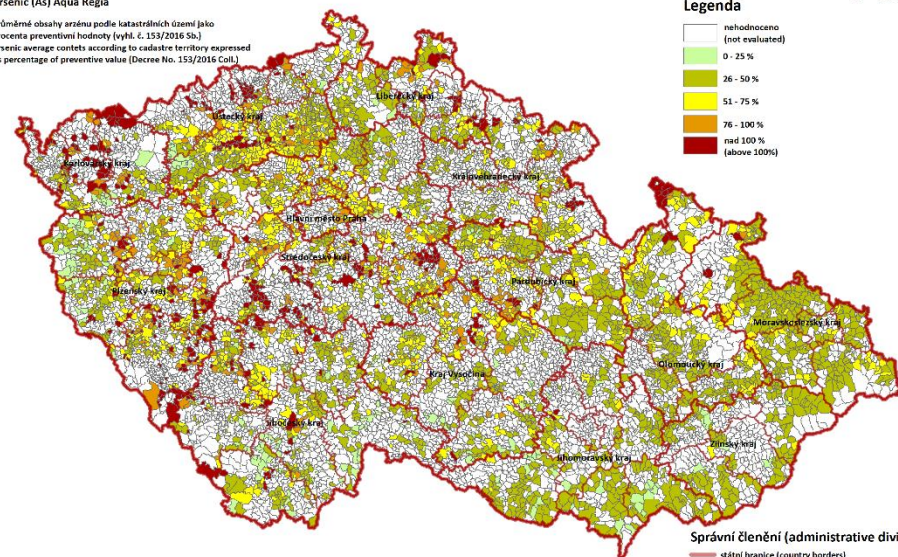 rsenic (As) Aqua Regia
růměrné obsahy arzénu podle katastrálních území jako
rocenta preventivní hodnoty (vyhl. č. 153/2016 Sb.)
rsenic average contets according to cadastre territory expressed
s percentage of preventive value (Decree No. 153/2016 Coll.)
Legenda
nehodnoceno
(not evaluated)
0 - 25 %
26 - 50 %
51 - 75 %
76 - 100 %
nad 100 %
(above 100%)
Liberecký kraj
Ústecký kraj
Karlovarský kraj
Královéhradecký kraj
Hlavní město Praha
Středočeský kraj
Plzeňský kraj
Pardubický kraj
Moravskoslezský kraj
Olomoucký kraj
Kraj Vysočina
Jihočeský kraj
Zlínský kraj
Jihomoravský kraj
Správní členění (administrative divi
státní hranice (country borders)